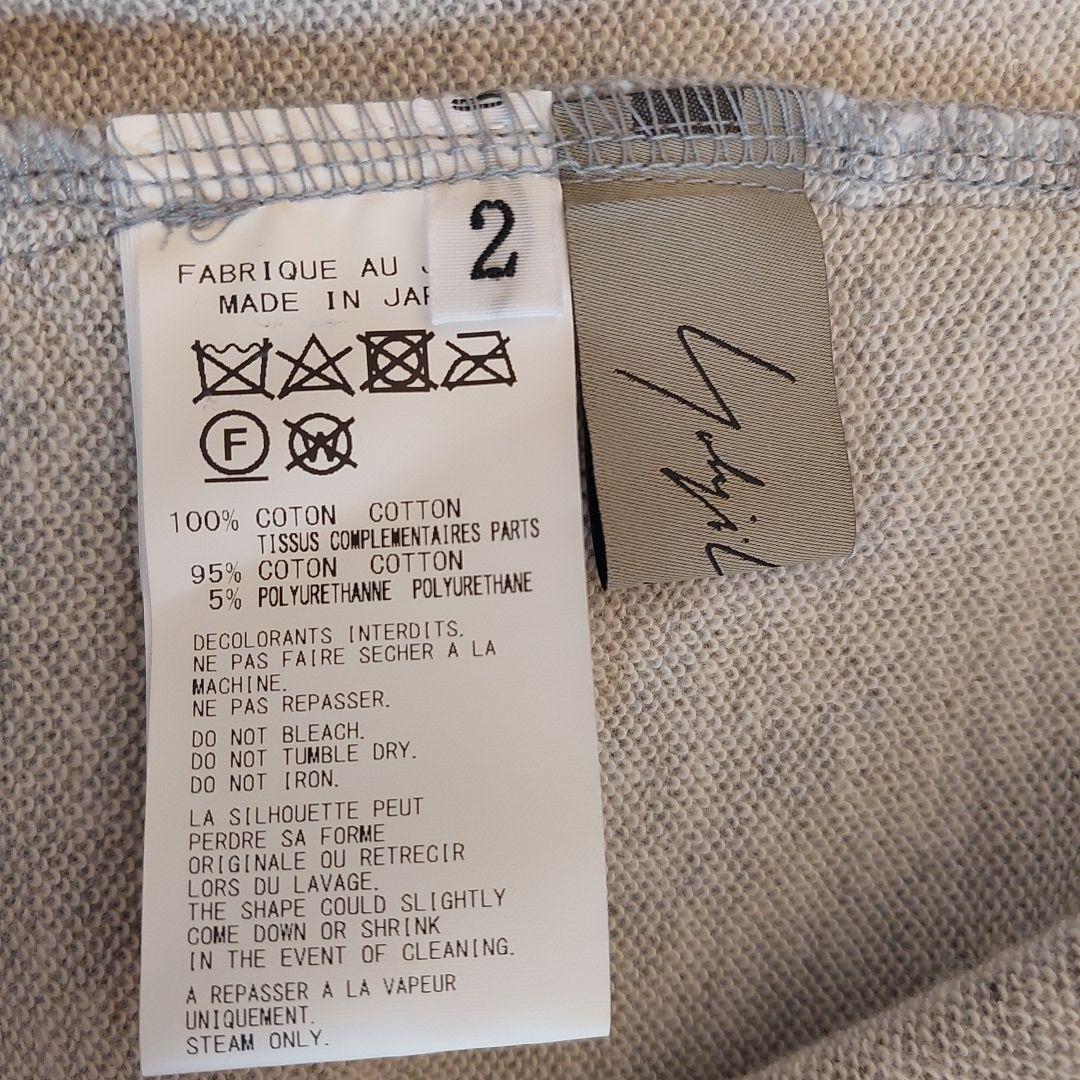 2
FABRIQUE AU
MADE IN
F
W
100% COTON COTTON
TISSUS COMPLEMENTAIRES PARTS
95% COTON COTTON
5% POLYURETHANNE POLYURETHANE
DECOLORANTS INTERDITS.
NE PAS FAIRE SECHER A LA
MACHINE.
NE PAS REPASSER.
DO NOT BLEACH.
DO NOT TUMBLE DRY.
DO NOT IRON.
LA SILHOUETTE PEUT
PERDRE SA FORME
ORIGINALE OU RETRECIR
LORS DU LAVAGE.
THE SHAPE COULD SLIGHTLY
COME DOWN OR SHRINK
IN THE EVENT OF CLEANING.
A REPASSER A LA VAPEUR
UNIQUEMENT.
STEAM ONLY.